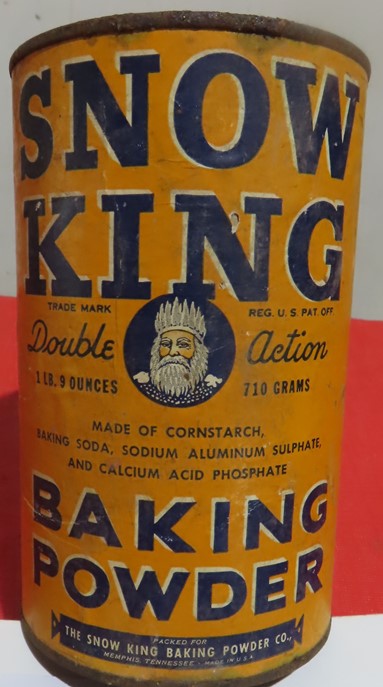 SNOW
KING
TRADE MARK REG. U.S. PAT. OFF.
Double Action
1 LB. 9 OUNCES 710 GRAMS
MADE OF CORNSTARCH,
BAKING SODA, SODIUM ALUMINUM SULPHATE,
AND CALCIUM ACID PHOSPHATE
BAKING
POWDER
PACKED FOR
THE SNOW KING BAKING POWDER CO.,
MEMPHIS, TENNESSEE - MADE IN U.S.A.